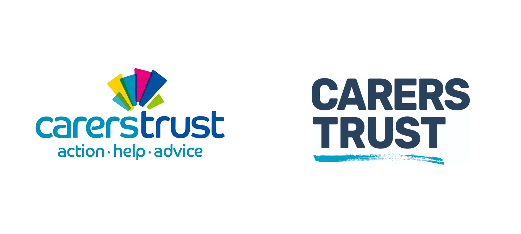 carerstrust
action · help · advice
CARERS
TRUST